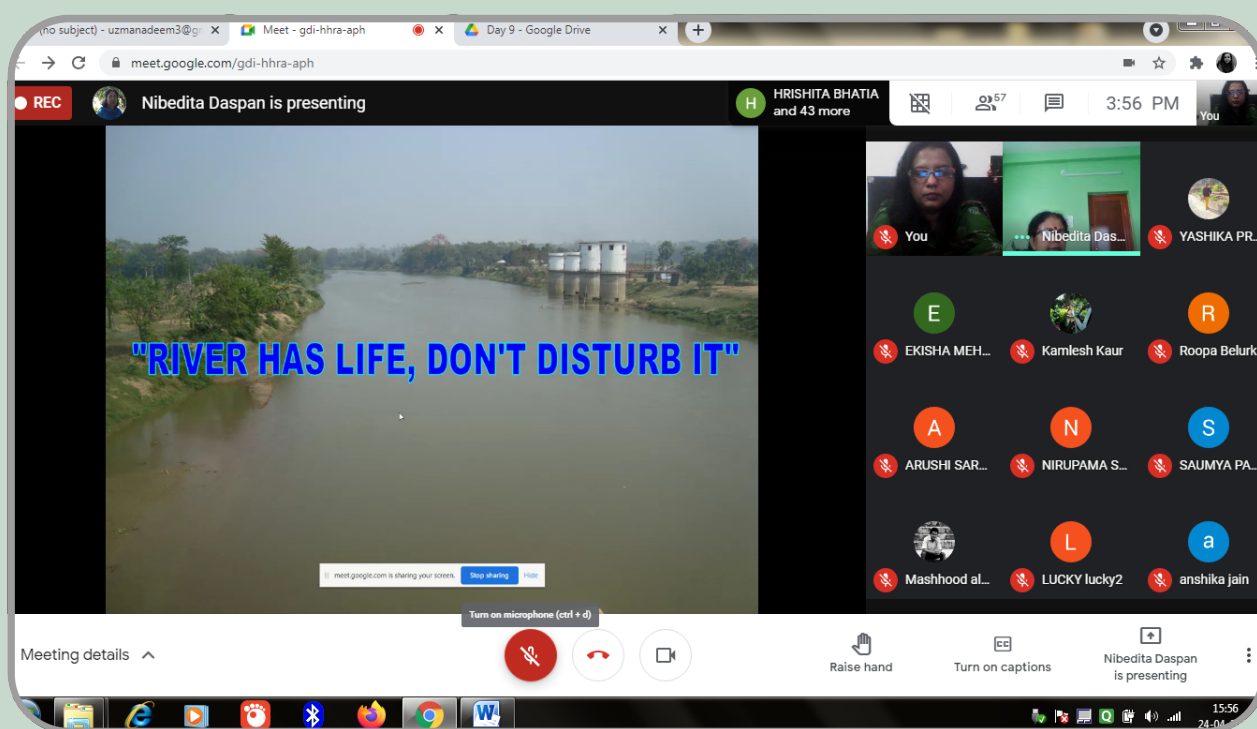 (no subject) - uzmanadeem3@g
Meet - gdi-hhra-aph
Day 9 - Google Drive
meet.google.com/gdi-hhra-aph
REC
Nibedita Daspan is presenting
H
HRISHITA BHATIA
and 43 more
57
3:56 PM
You
You
Nibedita Das...
YASHIKA PR...
E
R
EKISHA MEH...
Kamlesh Kaur
Roopa Belurk
"RIVER HAS LIFE, DON'T DISTURB IT"
A
N
S
ARUSHI SAR...
NIRUPAMA S...
SAUMYA PA...
L
a
Mashhood al...
LUCKY lucky2
anshika jain
meet.google.com is sharing your screen.
Stop sharing
Hide
Turn on microphone (ctrl + d)
Meeting details
Raise hand
CC
Turn on captions
Nibedita Daspan
is presenting
W
Q
15:56
24-04